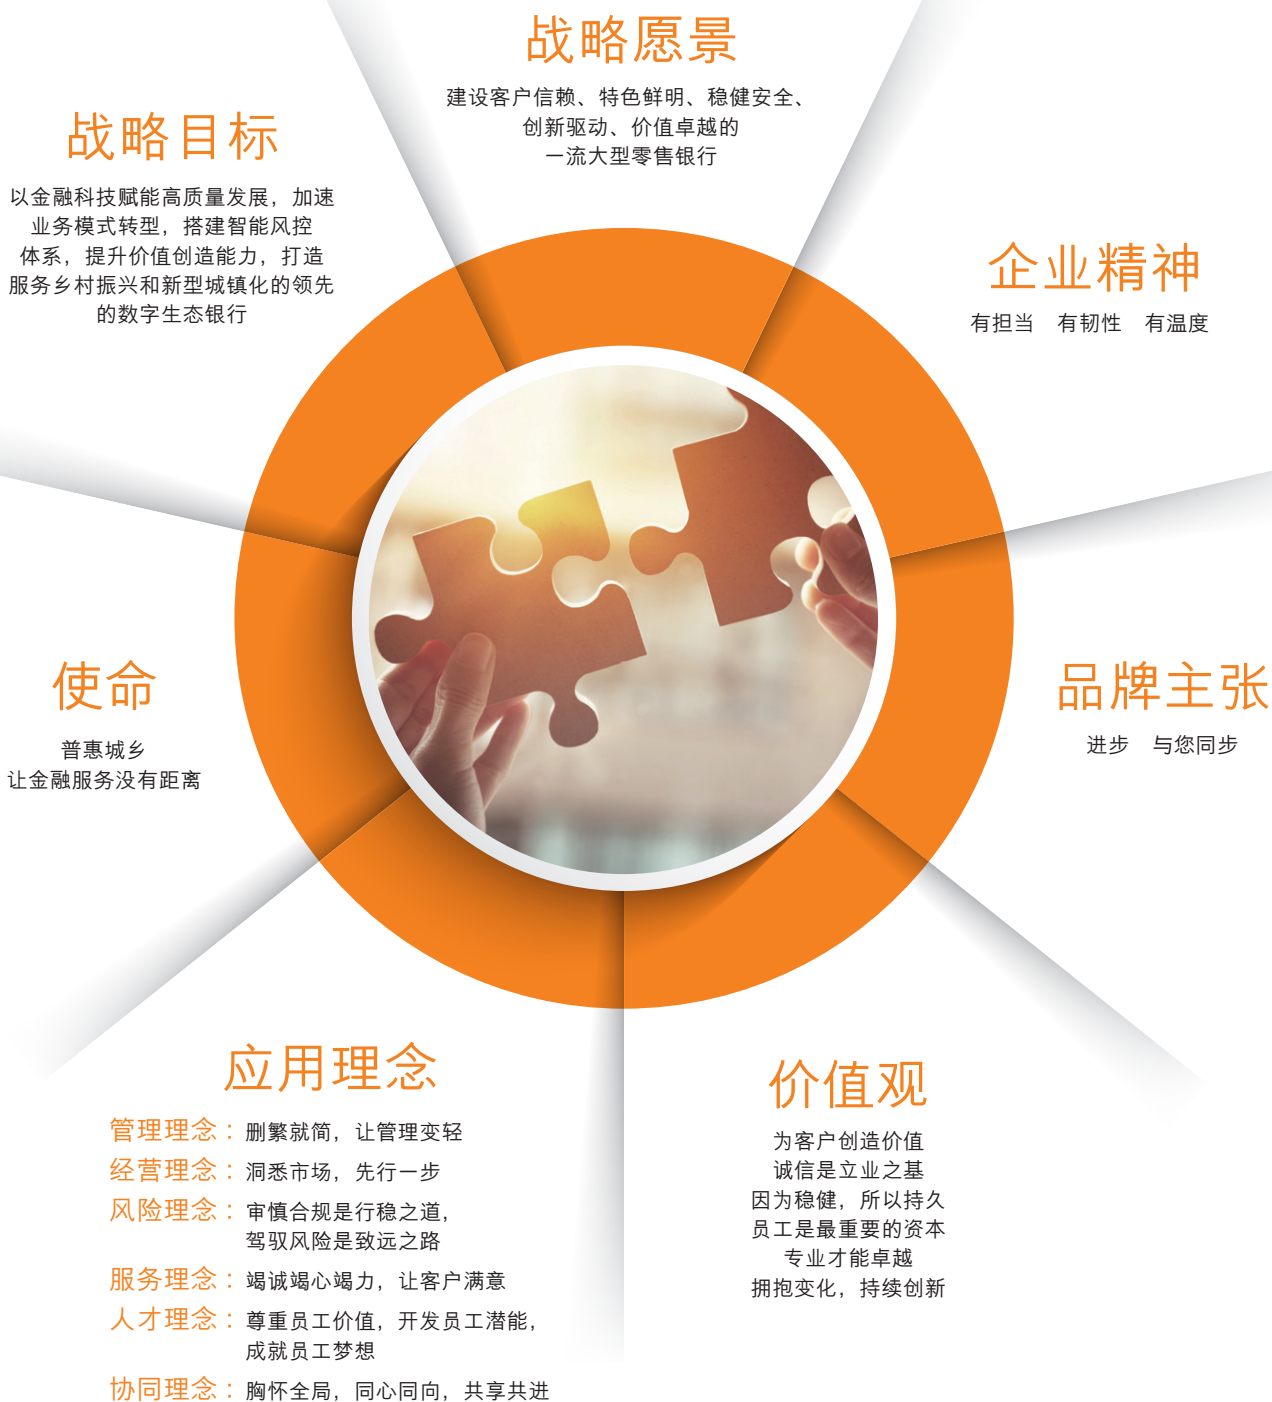 战略愿景
建设客户信赖、特色鲜明、稳健安全、
创新驱动、价值卓越的
一流大型零售银行
战略目标
以金融科技赋能高质量发展，加速
业务模式转型，搭建智能风控
体系，提升价值创造能力，打造
服务乡村振兴和新型城镇化的领先
的数字生态银行
企业精神
有担当 有韧性 有温度
使命
普惠城乡
让金融服务没有距离
品牌主张
进步 与您同步
应用理念
管理理念：删繁就简，让管理变轻
经营理念：洞悉市场，先行一步
风险理念：审慎合规是行稳之道，
驾驭风险是致远之路
服务理念：竭诚竭心竭力，让客户满意
人才理念：尊重员工价值，开发员工潜能，
成就员工梦想
协同理念：胸怀全局，同心同向，共享共进
价值观
为客户创造价值
诚信是立业之基
因为稳健，所以持久
员工是最重要的资本
专业才能卓越
拥抱变化，持续创新